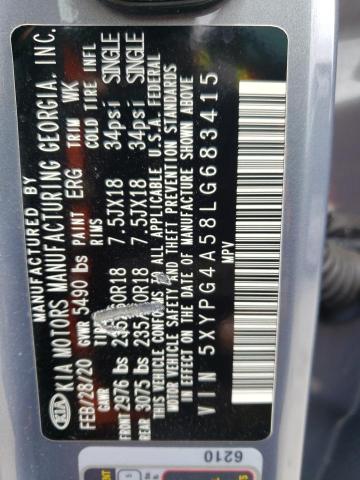 KIA
MANUFACTURED BY
KIA MOTORS MANUFACTURING GEORGIA, INC.
FEB/28/20 PAINT ERG TRIM WK
GVWR 5490 lbs
GAWR TIRE RIMS COLD TIRE INFL
FRONT 2976 lbs 7.5JX18 34psi SINGLE
REAR 3075 lbs 7.5JX18 34psi SINGLE
THIS VEHICLE CONFORMS TO ALL APPLICABLE U.S.A. FEDERAL
MOTOR VEHICLE SAFETY AND THEFT PREVENTION STANDARDS
IN EFFECT ON THE DATE OF MANUFACTURE SHOWN ABOVE
VIN 5XYPG4A58LG683415
MPV
6210